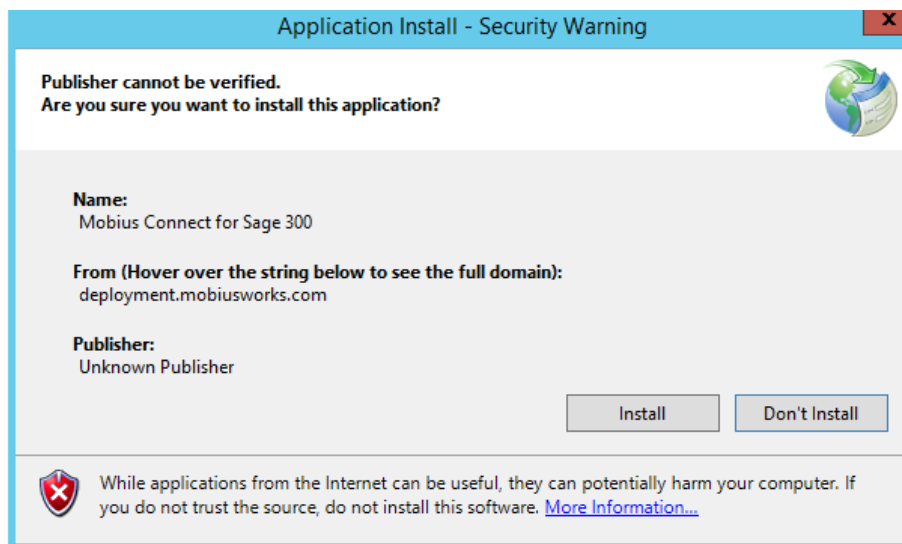 Application Install - Security Warning
x
Publisher cannot be verified.
Are you sure you want to install this application?
Name:
Mobius Connect for Sage 300
From (Hover over the string below to see the full domain):
deployment.mobiusworks.com
Publisher:
Unknown Publisher
Install Don't Install
While applications from the Internet can be useful, they can potentially harm your computer. If
you do not trust the source, do not install this software. More Information...